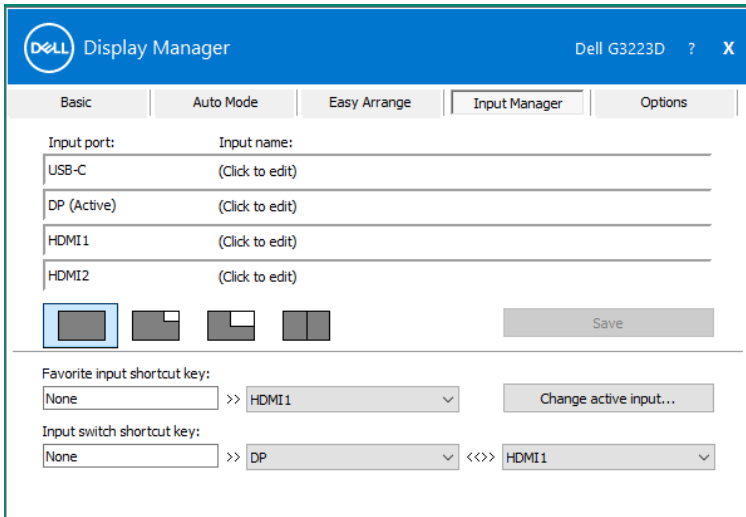 DELL Display Manager Dell G3223D ? X
Basic Auto Mode Easy Arrange Input Manager Options
Input port: Input name:
USB-C (Click to edit)
DP (Active) (Click to edit)
HDMI1 (Click to edit)
HDMI2 (Click to edit)
Save
Favorite input shortcut key:
None >> HDMI1 Change active input...
Input switch shortcut key:
None >> DP <<>> HDMI1